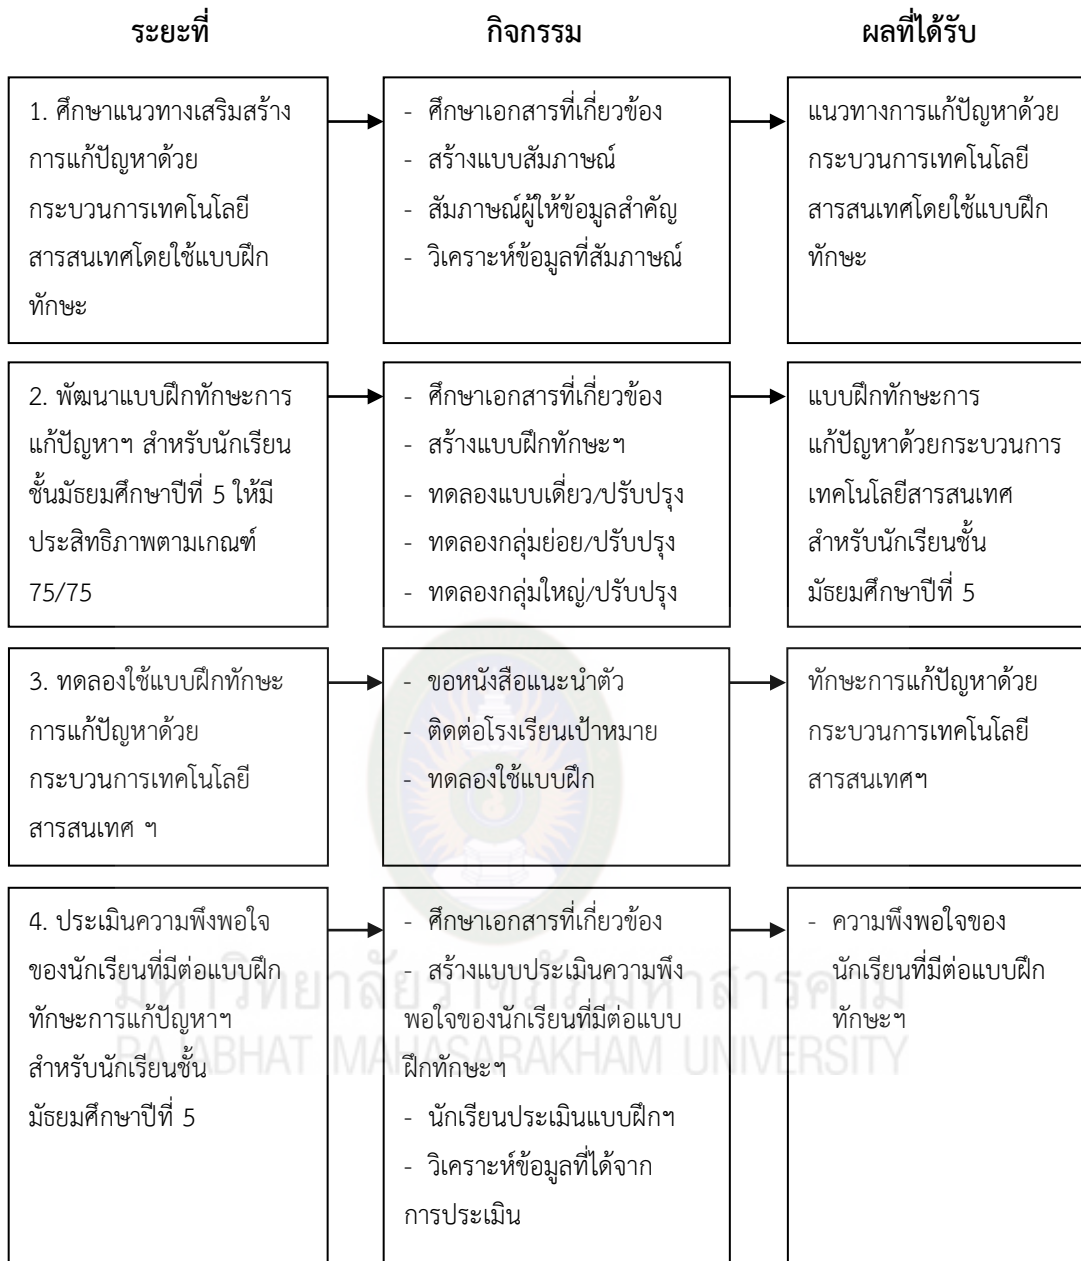 ระยะที่
กิจกรรม
ผลที่ได้รับ
1. ศึกษาแนวทางเสริมสร้าง
การแก้ปัญหาด้วย
กระบวนการเทคโนโลยี
สารสนเทศโดยใช้แบบฝึก
ทักษะ
- ศึกษาเอกสารที่เกี่ยวข้อง
- สร้างแบบสัมภาษณ์
- สัมภาษณ์ผู้ให้ข้อมูลสำคัญ
- วิเคราะห์ข้อมูลที่สัมภาษณ์
แนวทางการแก้ปัญหาด้วย
กระบวนการเทคโนโลยี
สารสนเทศโดยใช้แบบฝึก
ทักษะ
2. พัฒนาแบบฝึกทักษะการ
แก้ปัญหาฯ สำหรับนักเรียน
ชั้นมัธยมศึกษาปีที่ 5 ให้มี
ประสิทธิภาพตามเกณฑ์
75/75
- ศึกษาเอกสารที่เกี่ยวข้อง
- สร้างแบบฝึกทักษะฯ
- ทดลองแบบเดี่ยว/ปรับปรุง
- ทดลองกลุ่มย่อย/ปรับปรุง
- ทดลองกลุ่มใหญ่/ปรับปรุง
แบบฝึกทักษะการ
แก้ปัญหาด้วยกระบวนการ
เทคโนโลยีสารสนเทศ
สำหรับนักเรียนชั้น
มัธยมศึกษาปีที่ 5
3. ทดลองใช้แบบฝึกทักษะ
การแก้ปัญหาด้วย
กระบวนการเทคโนโลยี
สารสนเทศ ฯ
- ขอหนังสือแนะนำตัว
- ติดต่อโรงเรียนเป้าหมาย
- ทดลองใช้แบบฝึก
ทักษะการแก้ปัญหาด้วย
กระบวนการเทคโนโลยี
สารสนเทศฯ
4. ประเมินความพึงพอใจ
ของนักเรียนที่มีต่อแบบฝึก
ทักษะการแก้ปัญหาฯ
สำหรับนักเรียนชั้น
มัธยมศึกษาปีที่ 5
- ศึกษาเอกสารที่เกี่ยวข้อง
- สร้างแบบประเมินความพึง
พอใจของนักเรียนที่มีต่อแบบ
ฝึกทักษะฯ
- นักเรียนประเมินแบบฝึกฯ
- วิเคราะห์ข้อมูลที่ได้จาก
การประเมิน
- ความพึงพอใจของ
นักเรียนที่มีต่อแบบฝึก
ทักษะฯ
มหาวิทยาลัยราชภัฏมหาสารคาม
RAJABHAT MAHASARAKHAM UNIVERSITY